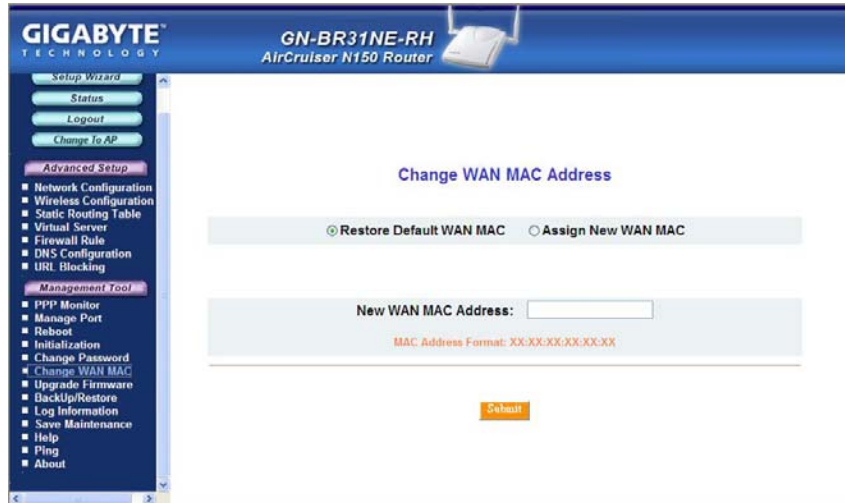 GIGABYTE™
TECHNOLOGY
GN-BR31NE-RH
AirCruiser N150 Router
Setup Wizard
Status
Logout
Change To AP
Advanced Setup
Network Configuration
Wireless Configuration
Static Routing Table
Virtual Server
Firewall Rule
DNS Configuration
URL Blocking
Management Tool
PPP Monitor
Manage Port
Reboot
Initialization
Change Password
Change WAN MAC
Upgrade Firmware
BackUp/Restore
Log Information
Save Maintenance
Help
Ping
About
Change WAN MAC Address
Restore Default WAN MAC Assign New WAN MAC
New WAN MAC Address:
MAC Address Format: XX:XX:XX:XX:XX:XX
Submit